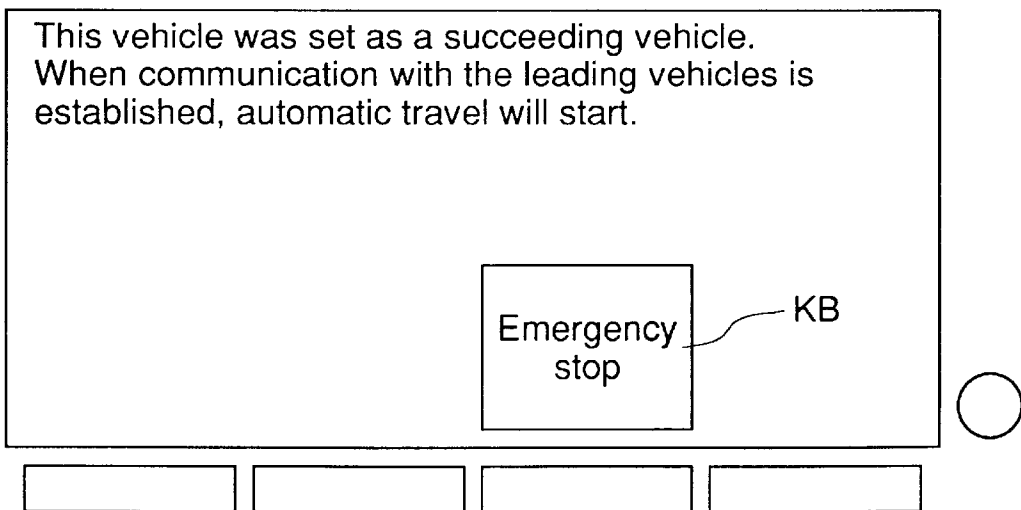 This vehicle was set as a succeeding vehicle.
When communication with the leading vehicles is
established, automatic travel will start.
Emergency
stop
KB